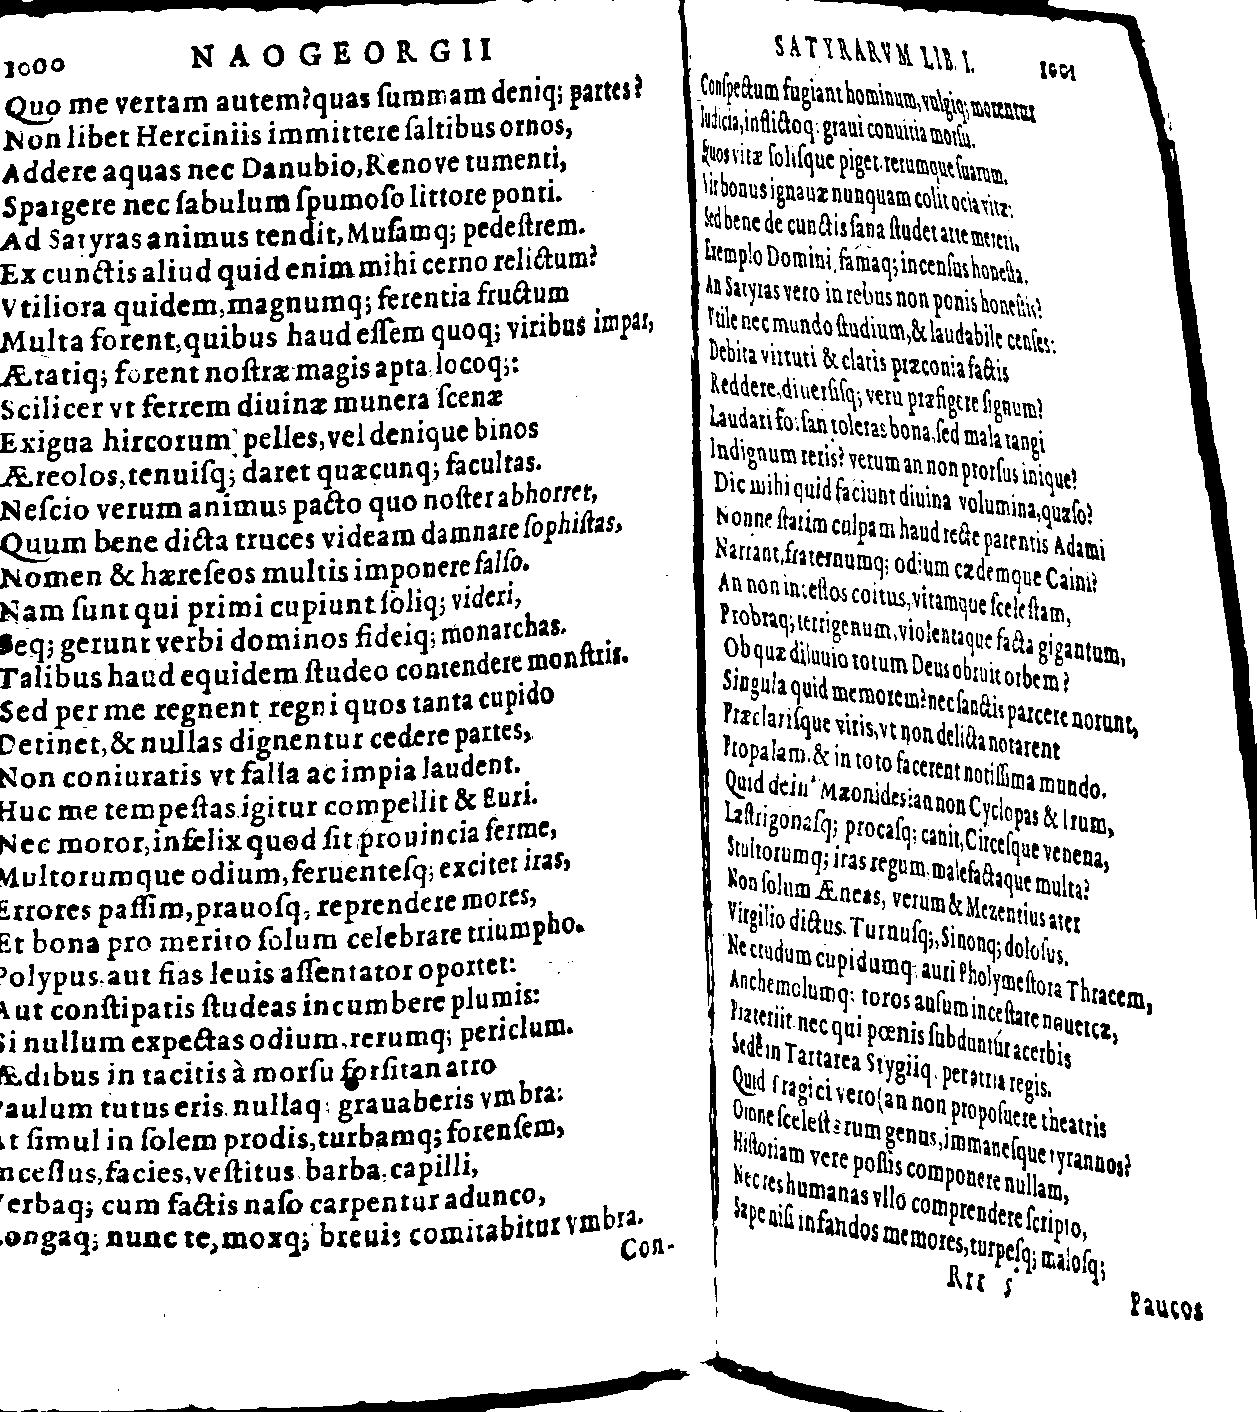 1000 NAOGEORGII
Quo me vertam autem? quas summam deniq; partes?
Non libet Herciniis immittere saltibus ornos,
Addere aquas nec Danubio, Renove tumenti,
Spargere nec sabulum spumoso littore ponti.
Ad Satyras animus tendit, Musamq; pedestrem.
Ex cunctis aliud quid enim mihi cerno relictum?
Vtiliora quidem, magnumq; ferentia fructum
Multa forent, quibus haud essem quoq; viribus impar,
Ætatiq; forent nostræ magis apta locoq;:
Scilicer vt ferrem diuinæ munera scenæ
Exigua hircorum pelles, vel denique binos
Æreolos, tenuisq; daret quæcunq; facultas.
Nescio verum animus pacto quo noster abhorret,
Quum bene dicta truces videam damnare sophistas,
Nomen & hæreseos multis imponere falso.
Nam sunt qui primi cupiunt soliq; videri,
Seq; gerunt verbi dominos fideiq; monarchas.
Talibus haud equidem studeo contendere monstris.
Sed per me regnent regni quos tanta cupido
Detinet, & nullas dignentur cedere partes,
Non coniuratis vt falsa ac impia laudent.
Huc me tempestas igitur compellit & Euri.
Nec moror, infelix quod sit prouincia ferme,
Multorumque odium, feruentesq; excitet iras,
Errores passim, prauosq; reprendere mores,
Et bona pro merito solum celebrare triumpho.
Polypus aut fias leuis assentator oportet:
Aut constipatis studeas incumbere plumis:
Si nullum expectas odium, rerumq; periclum.
Ædibus in tacitis à morsu forsitan atro
Paulum tutus eris nullaq; grauaberis vmbra:
At simul in solem prodis, turbamq; forensem,
Incessus, facies, vestitus barba, capilli,
Verbaq; cum factis naso carpentur adunco,
Longaq; nunc te, moxq; breuis comitabitur vmbra.
Con-
SATYRARVM LIB. I. 1001
Conspectum fugiant hominum, vulgiq; morentur
Iudicia, inflictoq; graui conuitia morsu.
Quos vitæ solisque piget, rerumque suarum.
Vir bonus ignauæ nunquam colit ocia vitæ:
Sed bene de cunctis sana studet arte mereri,
Exemplo Domini, famaq; incensus honesta.
An Satyras vero in rebus non ponis honestis?
Vtile nec mundo studium, & laudabile censes:
Debita virtuti & claris præconia factis
Reddere, diuersisq; veru præfigere signum?
Laudari forsan toleras bona, sed mala tangi
Indignum reris? verum an non prorsus inique?
Dic mihi quid faciunt diuina volumina, quæso?
Nonne statim culpam haud recte parentis Adami
Narrant, fraternumq; odium cædemque Caini?
An non incestos coitus, vitamque scelestam,
Probraq; terrigenum, violentaque facta gigantum,
Ob quæ diluuio totum Deus obruit orbem?
Singula quid memorem? nec sanctis parcere norunt,
Præclarisque viris, vt non delicta notarent
Propalam, & in toto facerent notissima mundo.
Quid dein' Mæonides: an non Cyclopas & Irum,
Læstrigonasq; procasq; canit, Circesque venena,
Stultorumq; iras regum malefactaque multa?
Non solum Æneas, verum & Mezentius ater
Virgilio dictus. Turnusq;, Sinonq; dolosus.
Nec rudum cupidumq; auri Pholymestora Thracem,
Anchemolumq; toros ausum incestare nouercæ,
Præteriit nec qui pœnis subduntúr acerbis
Sede in Tartarea Stygiiq. per atria regis.
Quid tragici vero (an non proposuere theatris
Omne scelestarum genus, immanesque tyrannos?
Historiam vere possis componere nullam,
Nec res humanas vllo comprendere scripto,
Sæpe nisi infandos memores, turpesq; malosq;
Rrr 5
Paucos